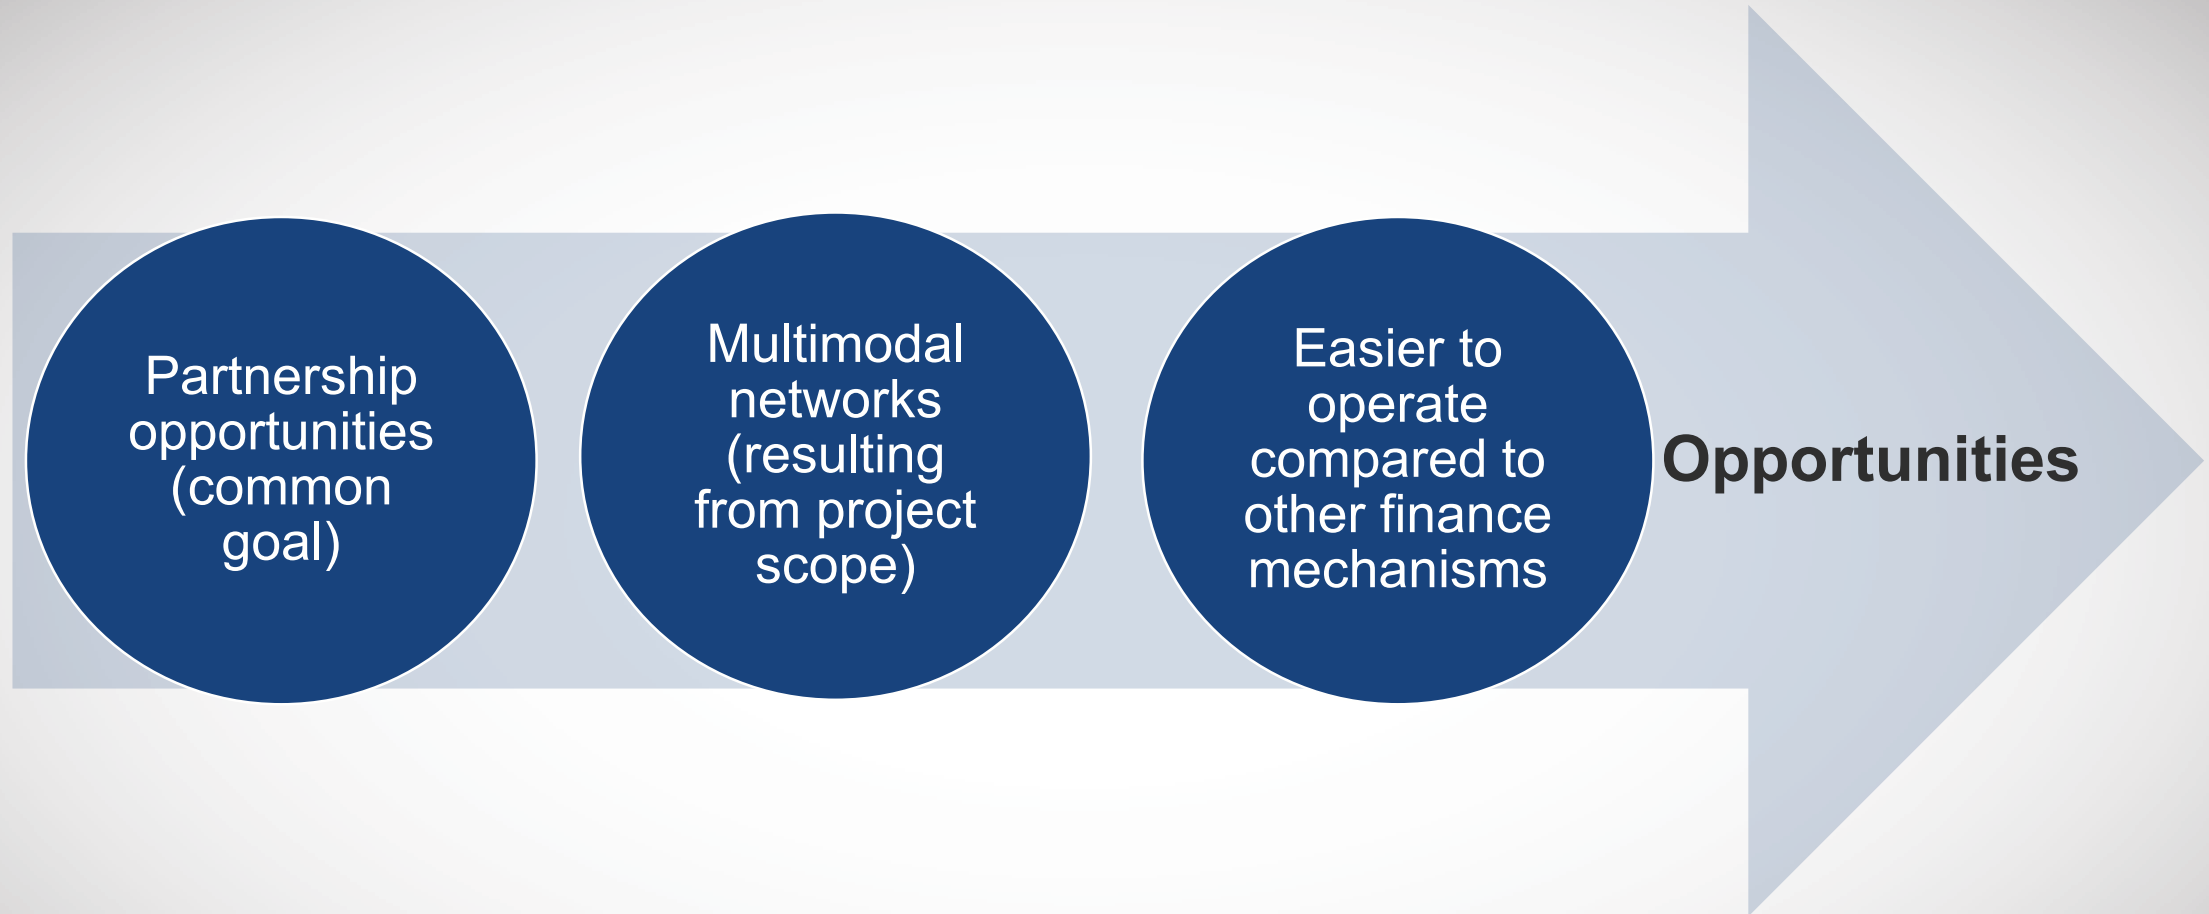 Partnership
opportunities
(common
goal)
Multimodal
networks
(resulting
from project
scope)
Easier to
operate
compared to
other finance
mechanisms
Opportunities